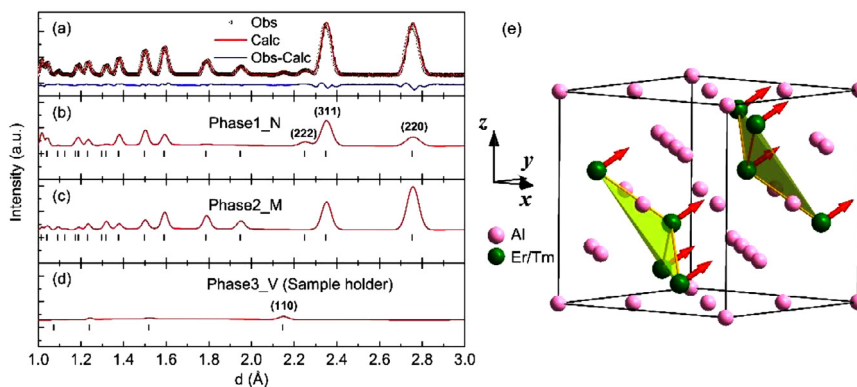 (a)
Obs
Calc
Obs-Calc
(b)
Phase1_N
(222)
(311)
(220)
(c)
Phase2_M
(d)
Phase3_V (Sample holder)
(110)
Intensity (a.u.)
1.0 1.2 1.4 1.6 1.8 2.0 2.2 2.4 2.6 2.8 3.0
d (Å)
(e)
z
y
x
Al
Er/Tm